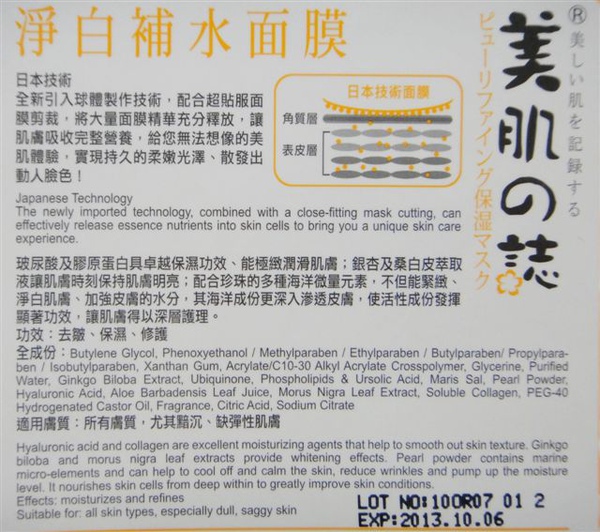 淨白補水面膜
日本技術
全新引入球體製作技術，配合超貼服面
膜剪裁，將大量面膜精華充分釋放，讓
肌膚吸收完整營養，給您無法想像的美
肌體驗，實現持久的柔嫩光澤、散發出
動人臉色！
日本技術面膜
角質層
表皮層
Japanese Technology
The newly imported technology, combined with a close-fitting mask cutting, can
effectively release essence nutrients into skin cells to bring you a unique skin care
experience.
玻尿酸及膠原蛋白具卓越保濕功效、能極緻潤滑肌膚；銀杏及桑白皮萃取
液讓肌膚時刻保持肌膚明亮；配合珍珠的多種海洋微量元素，不但能緊緻、
淨白肌膚、加強皮膚的水分，其海洋成份更深入滲透皮膚，使活性成份發揮
顯著功效，讓肌膚得以深層護理。
功效：去皺、保濕、修護
全成份：Butylene Glycol, Phenoxyethanol / Methylparaben / Ethylparaben / Butylparaben/ Propylpara-
ben / Isobutylparaben, Xanthan Gum, Acrylate/C10-30 Alkyl Acrylate Crosspolymer, Glycerine, Purified
Water, Ginkgo Biloba Extract, Ubiquinone, Phospholipids & Ursolic Acid, Maris Sal, Pearl Powder,
Hyaluronic Acid, Aloe Barbadensis Leaf Juice, Morus Nigra Leaf Extract, Soluble Collagen, PEG-40
Hydrogenated Castor Oil, Fragrance, Citric Acid, Sodium Citrate
適用膚質：所有膚質，尤其黯沉、缺彈性肌膚
Hyaluronic acid and collagen are excellent moisturizing agents that help to smooth out skin texture. Ginkgo
biloba and morus nigra leaf extracts provide whitening effects. Pearl powder contains marine
micro-elements and can help to cool off and calm the skin, reduce wrinkles and pump up the moisture
level. It nourishes skin cells from deep within to greatly improve skin conditions.
Effects: moisturizes and refines
Suitable for: all skin types, especially dull, saggy skin
LOT NO:100R07 01 2
EXP:2013.10.06
®
美しい肌を記録する
美肌の誌
ピューリファイング保湿マスク